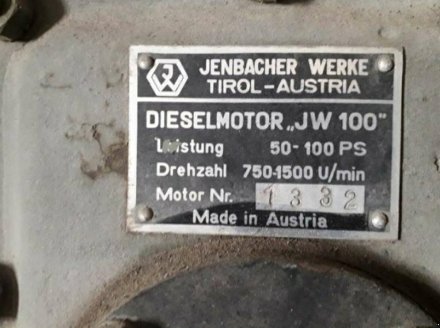 JENBACHER WERKE
TIROL-AUSTRIA
DIESELMOTOR „JW 100"
Leistung 50-100 PS
Drehzahl 750-1500 U/min
Motor Nr. 1332
Made in Austria